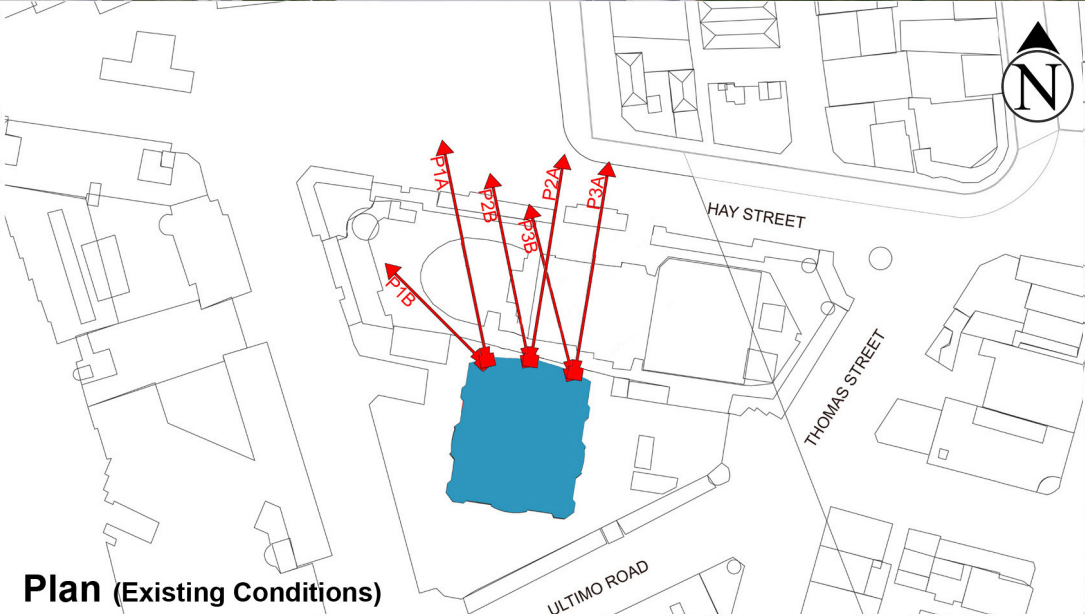 N
P1A
P2A
P3A
P2B
P3B
HAY STREET
P1B
THOMAS STREET
ULTIMO ROAD
Plan (Existing Conditions)